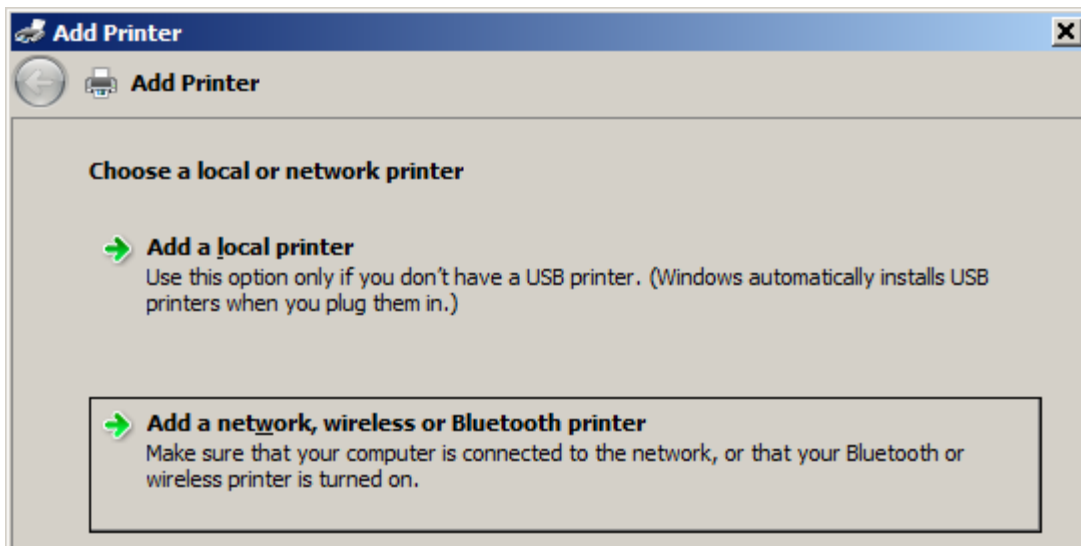 Add Printer
Add Printer
Choose a local or network printer
Add a local printer
Use this option only if you don't have a USB printer. (Windows automatically installs USB
printers when you plug them in.)
Add a network, wireless or Bluetooth printer
Make sure that your computer is connected to the network, or that your Bluetooth or
wireless printer is turned on.